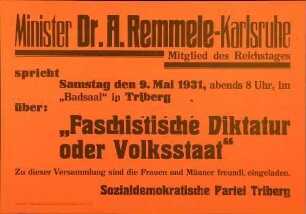 Minister Dr. A. Remmele-Karlsruhe
Mitglied des Reichstages
spricht
Samstag den 9. Mai 1931, abends 8 Uhr, im
„Badsaal" in Triberg
über:
„Faschistische Diktatur
oder Volksstaat"
Zu dieser Versammlung sind die Frauen und Männer freundl. eingeladen.
Sozialdemokratische Partei Triberg